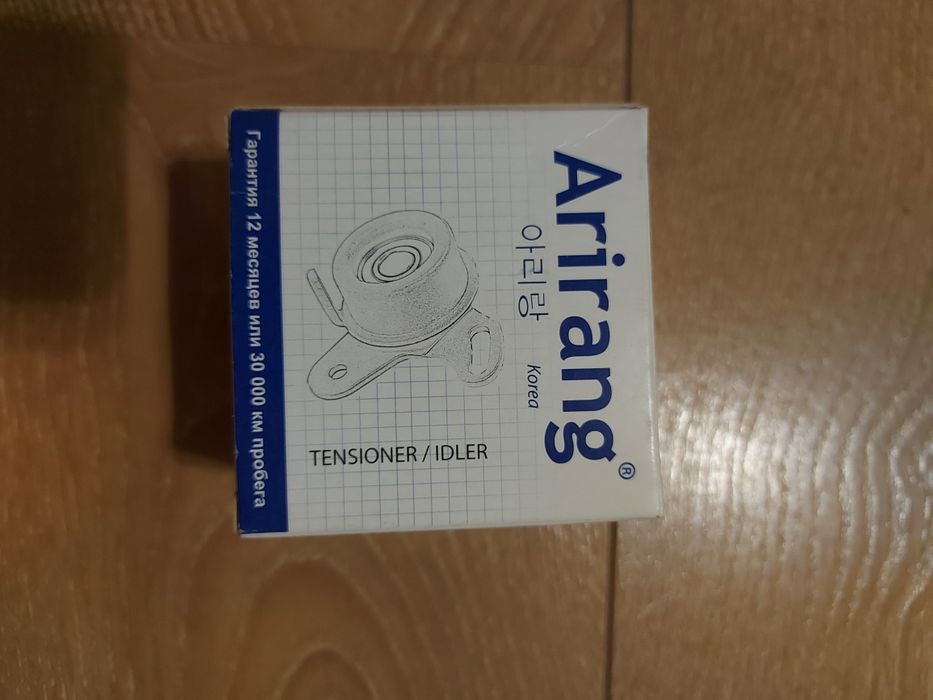 Arirang®
아리랑 Korea
TENSIONER / IDLER
Гарантия 12 месяцев или 30 000 км пробега